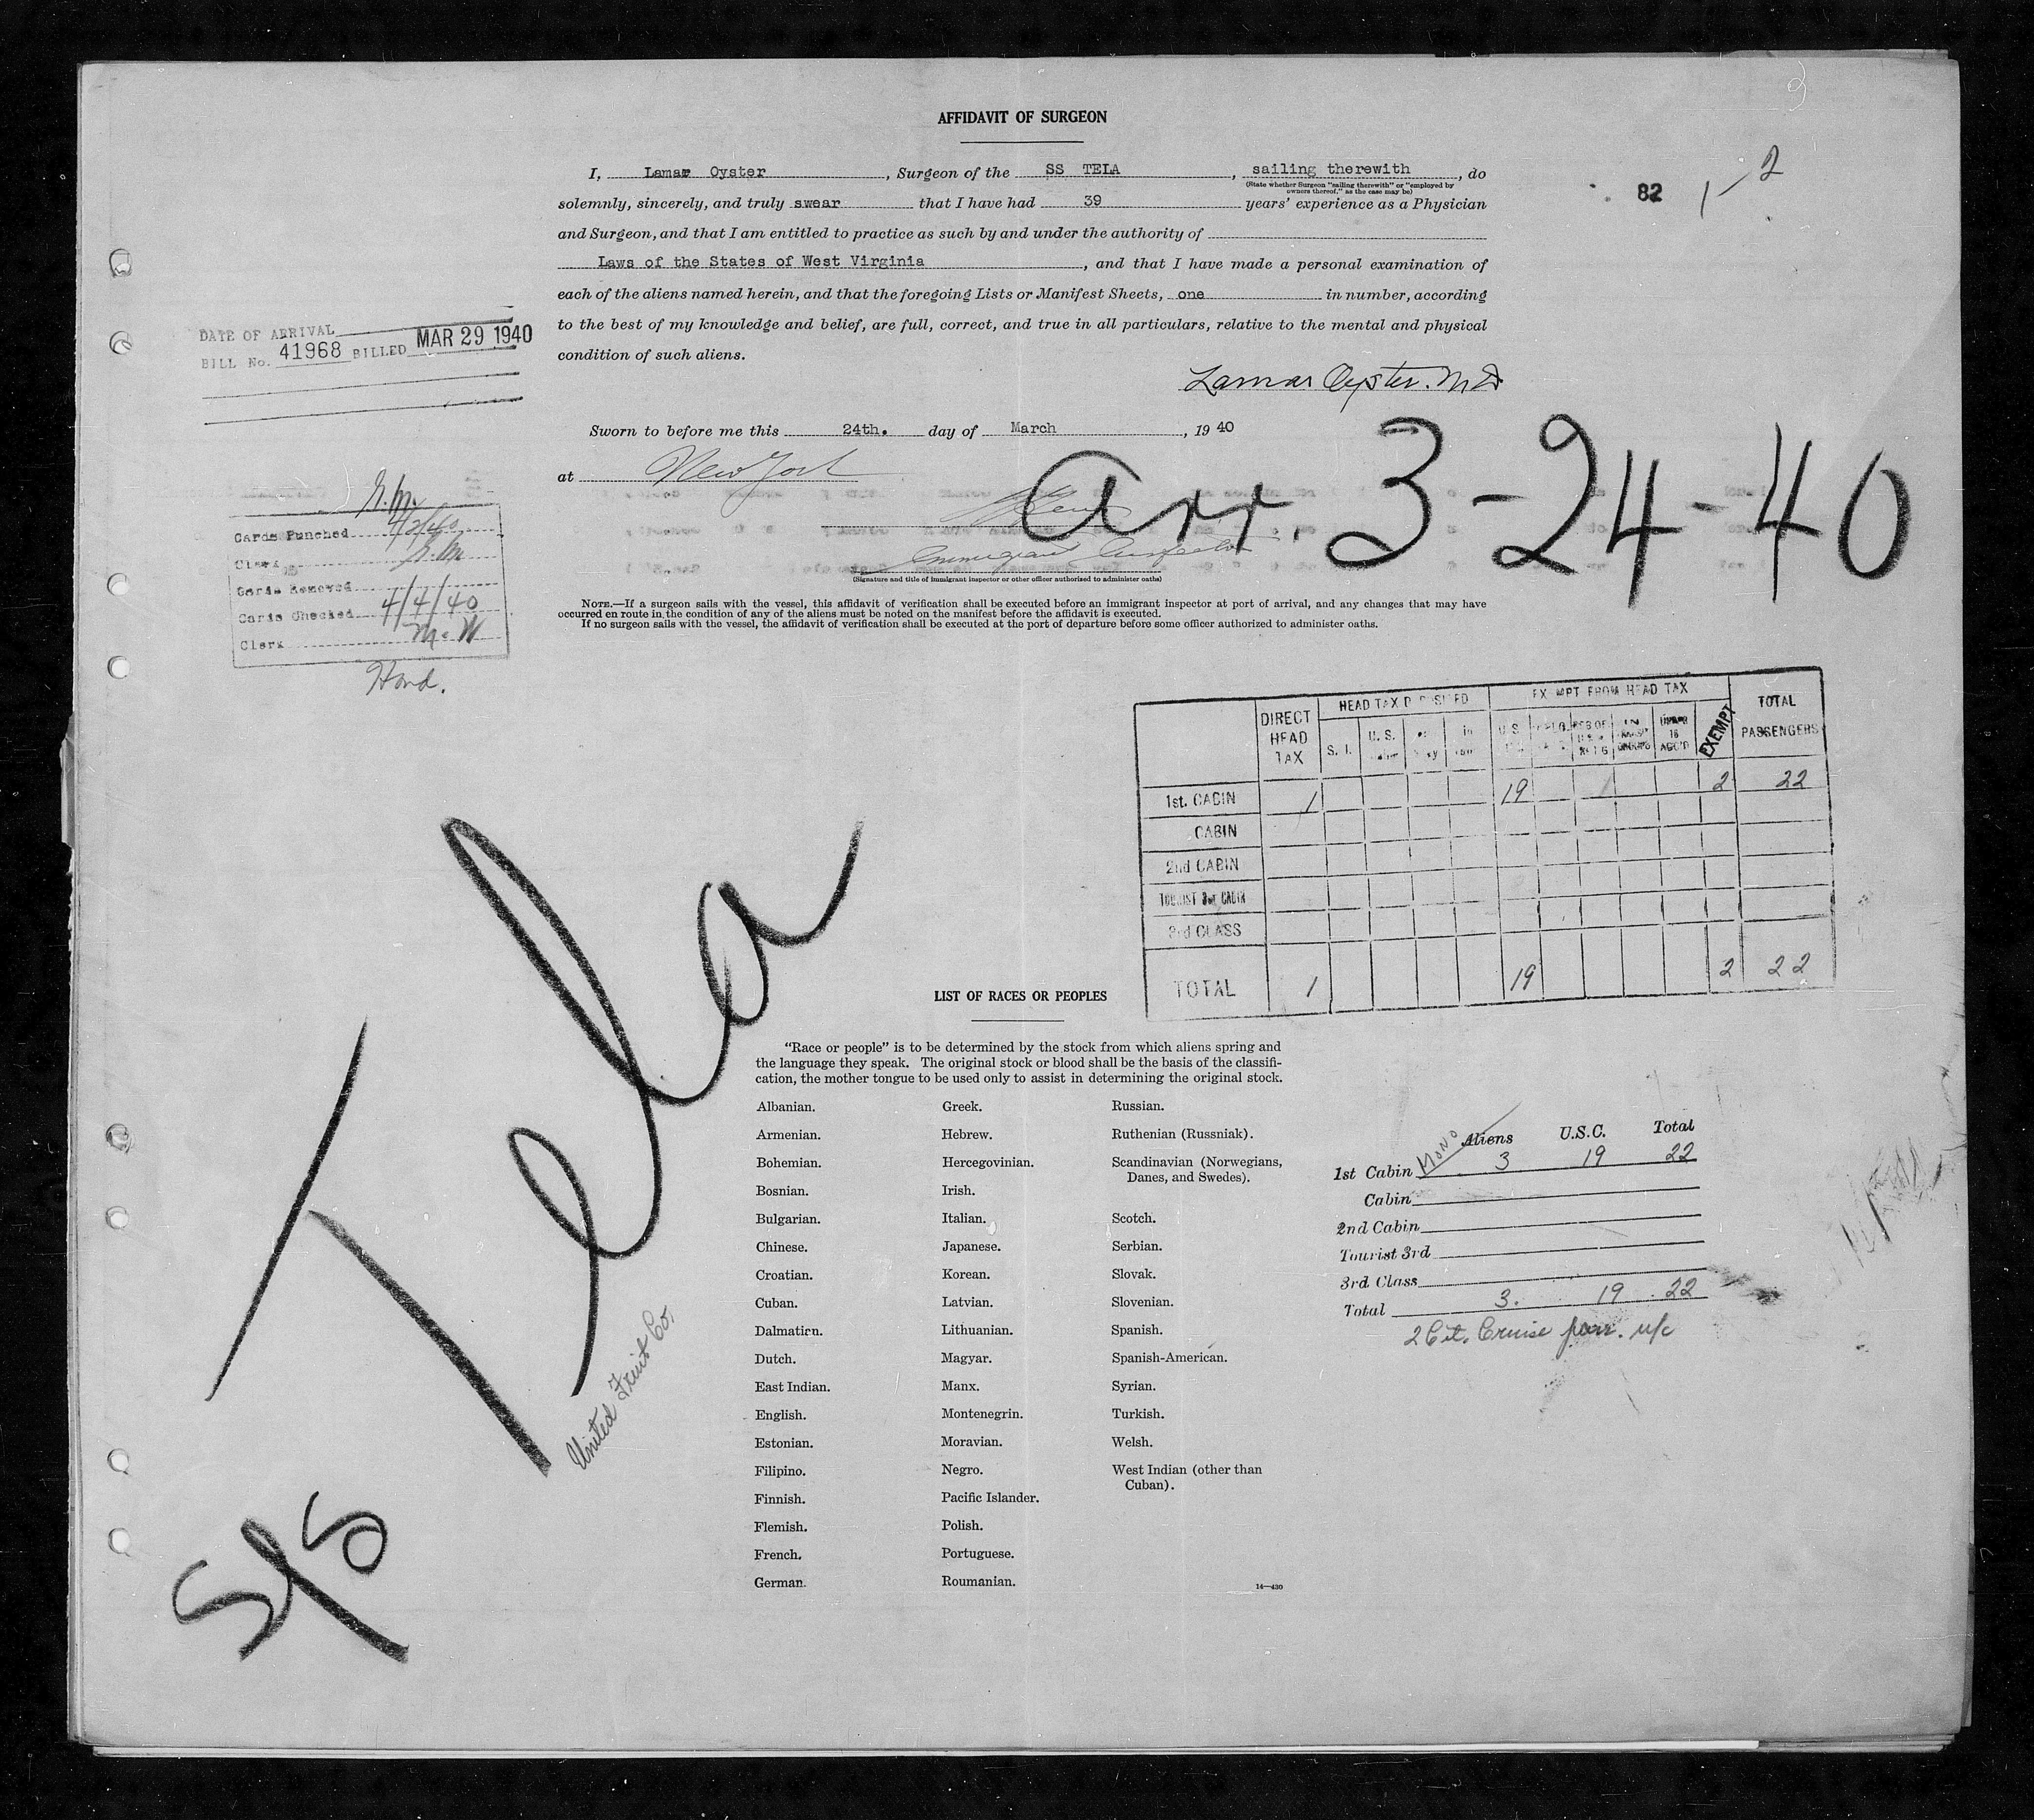 AFFIDAVIT OF SURGEON
I, Lamar Oyster, Surgeon of the SS TELA, sailing therewith, do
(State whether Surgeon "sailing therewith" or "employed by
owners thereof," as the case may be)
82
1 - 2
solemnly, sincerely, and truly swear that I have had 39 years' experience as a Physician
and Surgeon, and that I am entitled to practice as such by and under the authority of
Laws of the States of West Virginia, and that I have made a personal examination of
each of the aliens named herein, and that the foregoing Lists or Manifest Sheets, one in number, according
to the best of my knowledge and belief, are full, correct, and true in all particulars, relative to the mental and physical
condition of such aliens.
DATE OF ARRIVAL
BILL No. 41968 BILLED MAR 29 1940
Lamar Oyster. MD
Sworn to before me this 24th. day of March, 1940
at New York
Arr. 3-24-40
Immigrant Inspector
(Signature and title of immigrant inspector or other officer authorized to administer oaths)
Cards Punched 4/2/40
Clerk
Cards Removed
Cards Checked 4/4/40
Clerk McW
Hond.
NOTE.—If a surgeon sails with the vessel, this affidavit of verification shall be executed before an immigrant inspector at port of arrival, and any changes that may have
occurred en route in the condition of any of the aliens must be noted on the manifest before the affidavit is executed.
If no surgeon sails with the vessel, the affidavit of verification shall be executed at the port of departure before some officer authorized to administer oaths.
DIRECT HEAD TAX
HEAD TAX DEPOSITED
EXEMPT FROM HEAD TAX
TOTAL PASSENGERS
S. I. U. S. U. S. EXEMPT
1st. CABIN 1 19 1 2 22
CABIN
2nd CABIN
TOURIST 3rd CABIN
3rd CLASS
TOTAL 1 19 2 22
S/S Tela
United Fruit Co.
LIST OF RACES OR PEOPLES
"Race or people" is to be determined by the stock from which aliens spring and
the language they speak. The original stock or blood shall be the basis of the classifi-
cation, the mother tongue to be used only to assist in determining the original stock.
Albanian. Greek. Russian.
Armenian. Hebrew. Ruthenian (Russniak).
Bohemian. Hercegovinian. Scandinavian (Norwegians,
Danes, and Swedes).
Bosnian. Irish.
Bulgarian. Italian. Scotch.
Chinese. Japanese. Serbian.
Croatian. Korean. Slovak.
Cuban. Latvian. Slovenian.
Dalmatian. Lithuanian. Spanish.
Dutch. Magyar. Spanish-American.
East Indian. Manx. Syrian.
English. Montenegrin. Turkish.
Estonian. Moravian. Welsh.
Filipino. Negro. West Indian (other than
Cuban).
Finnish. Pacific Islander.
Flemish. Polish.
French. Portuguese.
German. Roumanian.
14—430
Aliens U.S.C. Total
1st Cabin MONO 3 19 22
Cabin
2nd Cabin
Tourist 3rd
3rd Class
Total 3. 19 22
2 Cit. Cruise pass. n/c